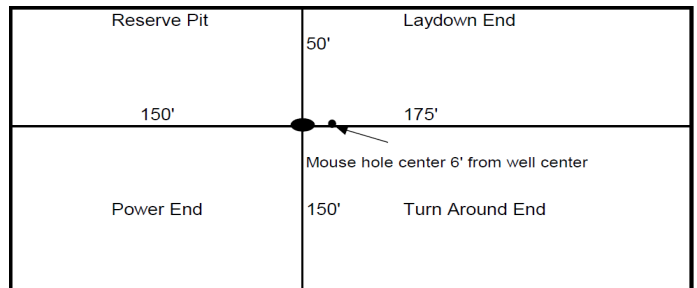 Reserve Pit
Laydown End
50'
150'
175'
Mouse hole center 6' from well center
Power End
150'
Turn Around End